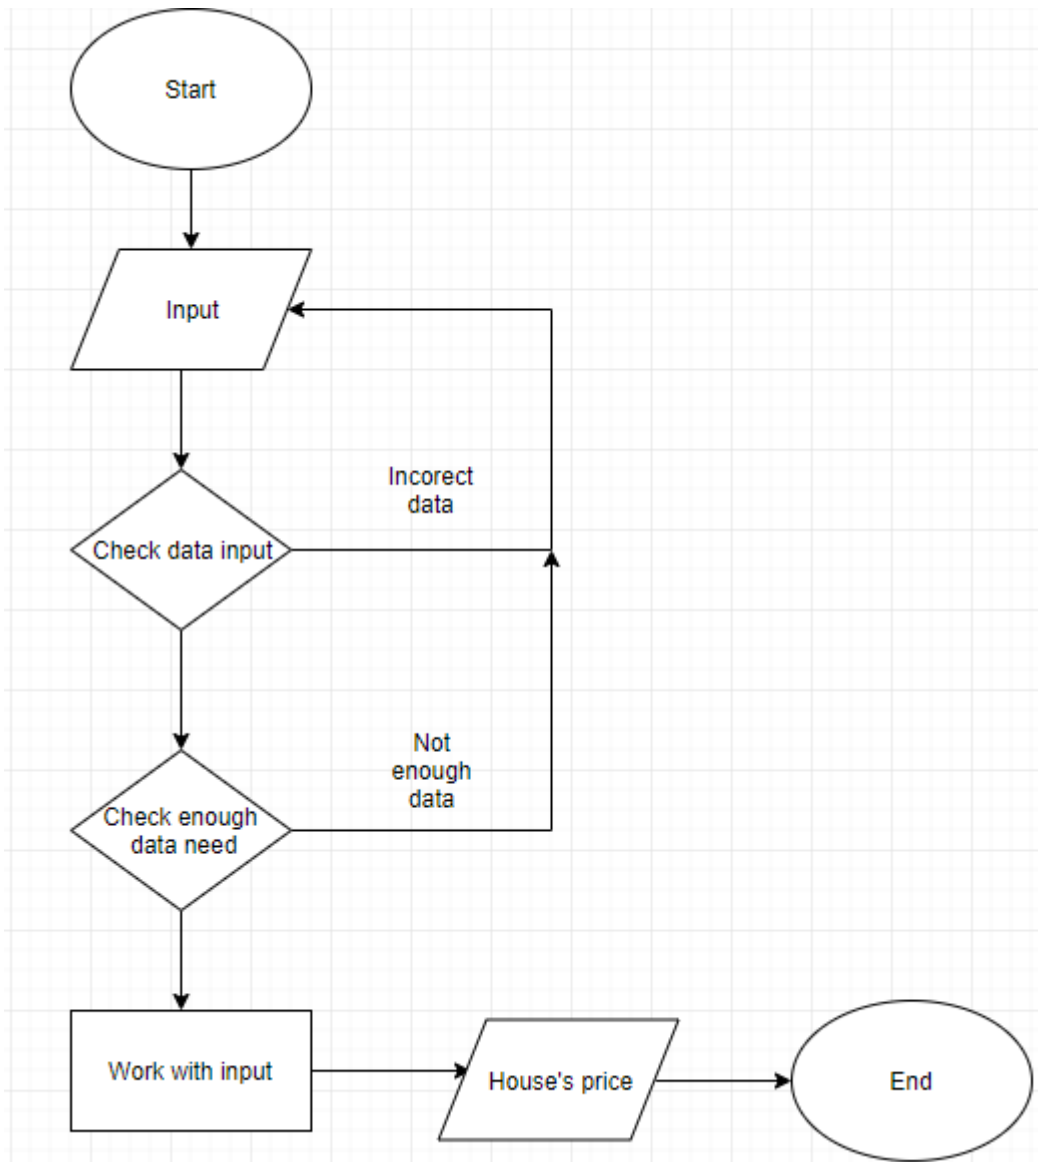 Start
Input
Incorect
data
Check data input
Not
enough
data
Check enough
data need
Work with input
House's price
End